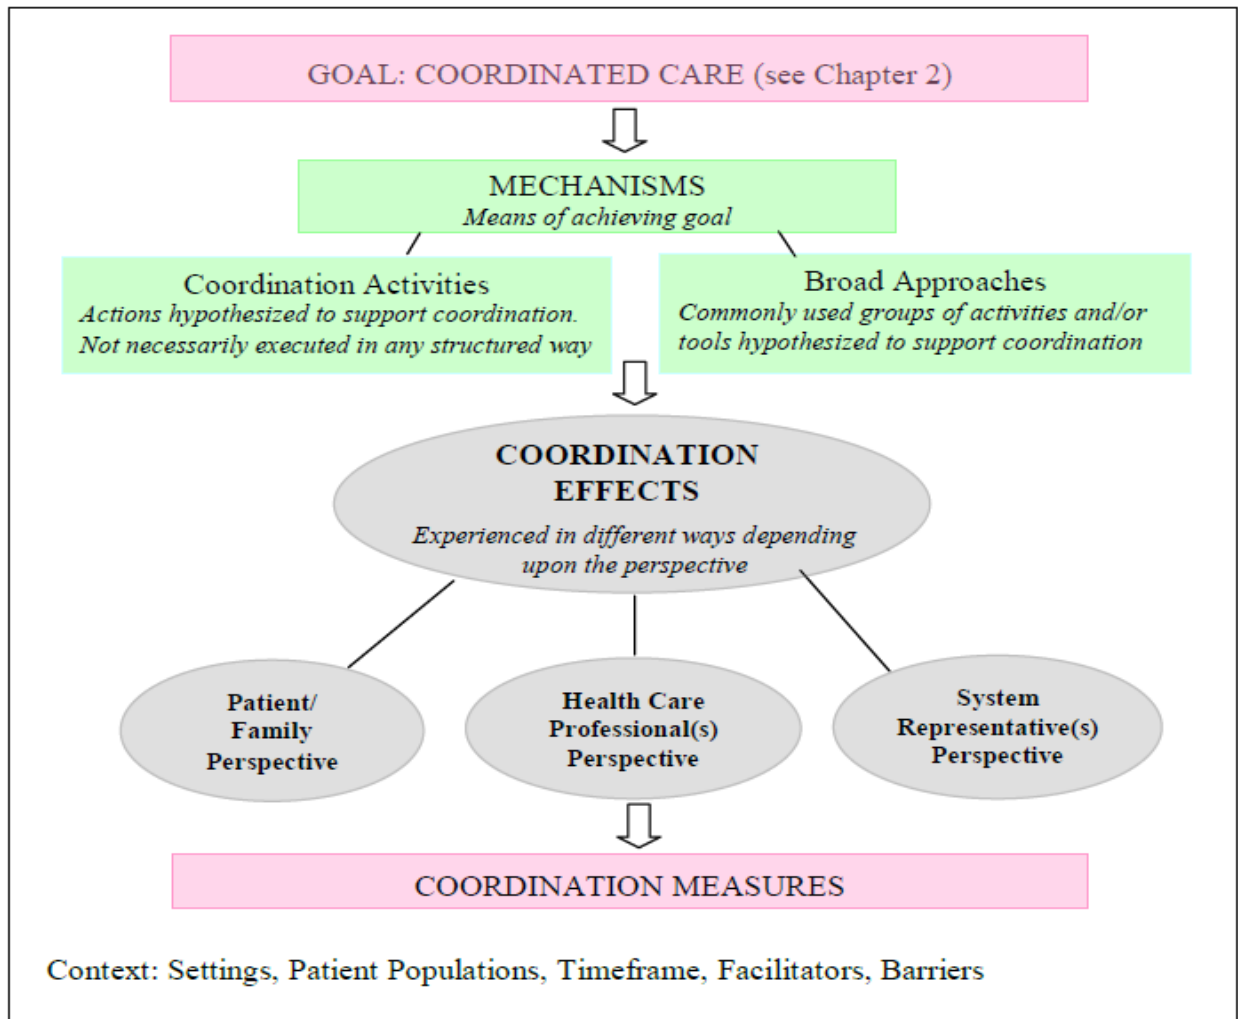 GOAL: COORDINATED CARE (see Chapter 2)
MECHANISMS
Means of achieving goal
Coordination Activities
Actions hypothesized to support coordination.
Not necessarily executed in any structured way
Broad Approaches
Commonly used groups of activities and/or
tools hypothesized to support coordination
COORDINATION
EFFECTS
Experienced in different ways depending
upon the perspective
Patient/
Family
Perspective
Health Care
Professional(s)
Perspective
System
Representative(s)
Perspective
COORDINATION MEASURES
Context: Settings, Patient Populations, Timeframe, Facilitators, Barriers